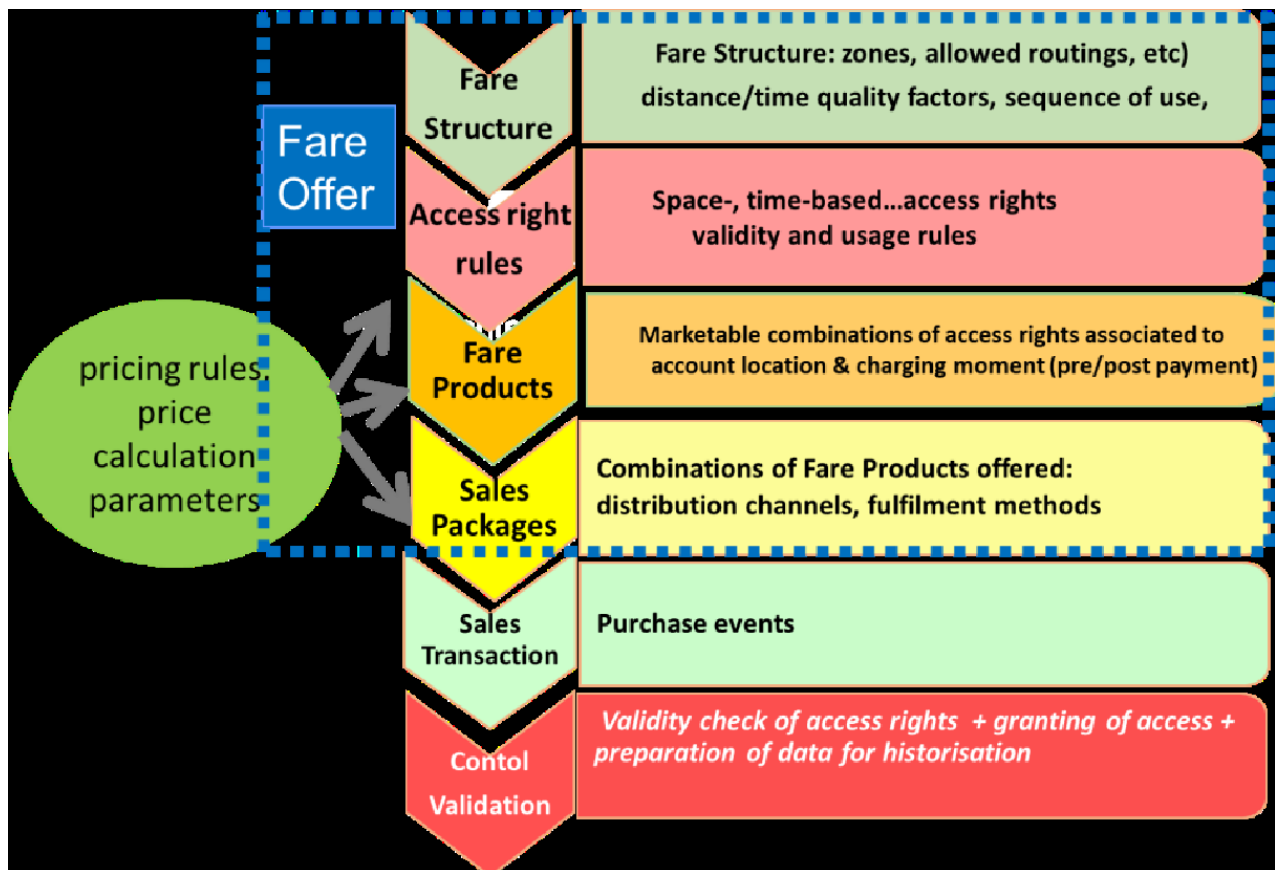 Fare
Structure
Fare Structure: zones, allowed routings, etc)
distance/time quality factors, sequence of use,
Fare
Offer
Access right
rules
Space-, time-based...access rights
validity and usage rules
pricing rules,
price
calculation
parameters
Fare
Products
Marketable combinations of access rights associated to
account location & charging moment (pre/post payment)
Sales
Packages
Combinations of Fare Products offered:
distribution channels, fulfilment methods
Sales
Transaction
Purchase events
Contol
Validation
Validity check of access rights + granting of access +
preparation of data for historisation